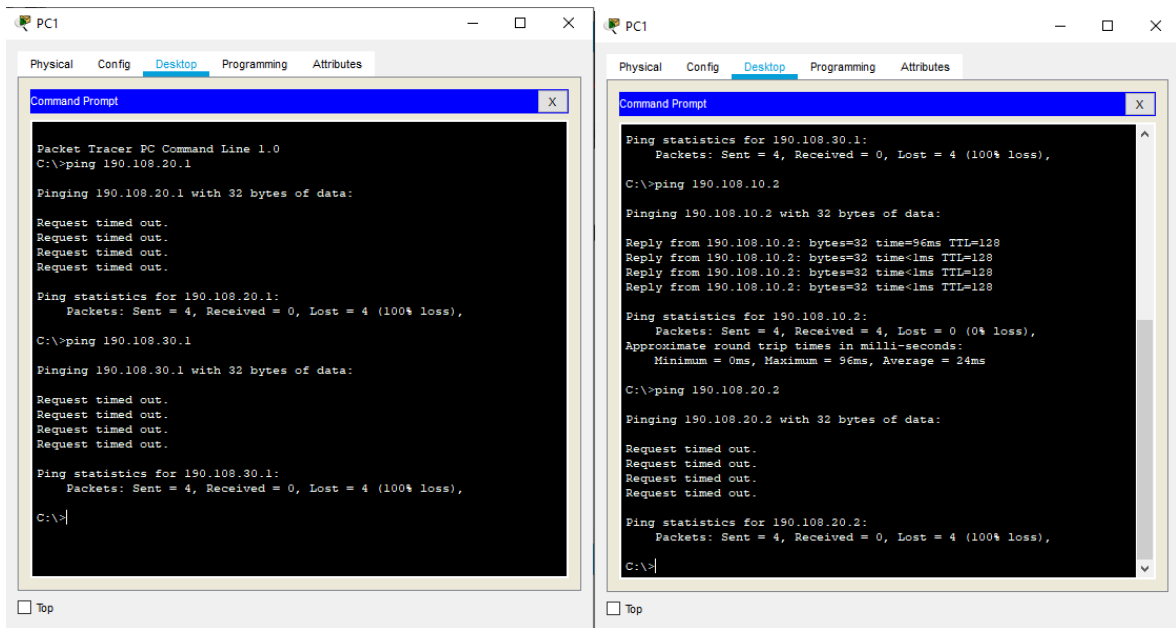 PC1
Physical Config Desktop Programming Attributes
Command Prompt X
Packet Tracer PC Command Line 1.0
C:\>ping 190.108.20.1
Pinging 190.108.20.1 with 32 bytes of data:
Request timed out.
Request timed out.
Request timed out.
Request timed out.
Ping statistics for 190.108.20.1:
Packets: Sent = 4, Received = 0, Lost = 4 (100% loss),
C:\>ping 190.108.30.1
Pinging 190.108.30.1 with 32 bytes of data:
Request timed out.
Request timed out.
Request timed out.
Request timed out.
Ping statistics for 190.108.30.1:
Packets: Sent = 4, Received = 0, Lost = 4 (100% loss),
C:\>
Top
PC1
Physical Config Desktop Programming Attributes
Command Prompt X
Ping statistics for 190.108.30.1:
Packets: Sent = 4, Received = 0, Lost = 4 (100% loss),
C:\>ping 190.108.10.2
Pinging 190.108.10.2 with 32 bytes of data:
Reply from 190.108.10.2: bytes=32 time=96ms TTL=128
Reply from 190.108.10.2: bytes=32 time<1ms TTL=128
Reply from 190.108.10.2: bytes=32 time<1ms TTL=128
Reply from 190.108.10.2: bytes=32 time<1ms TTL=128
Ping statistics for 190.108.10.2:
Packets: Sent = 4, Received = 4, Lost = 0 (0% loss),
Approximate round trip times in milli-seconds:
Minimum = 0ms, Maximum = 96ms, Average = 24ms
C:\>ping 190.108.20.2
Pinging 190.108.20.2 with 32 bytes of data:
Request timed out.
Request timed out.
Request timed out.
Request timed out.
Ping statistics for 190.108.20.2:
Packets: Sent = 4, Received = 0, Lost = 4 (100% loss),
C:\>
Top